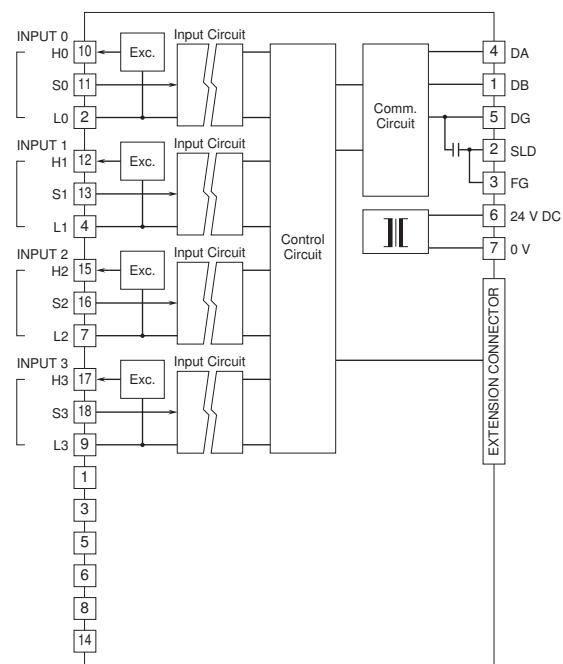 INPUT 0
H0 10 Exc. Input Circuit
S0 11
L0 2
INPUT 1
H1 12 Exc. Input Circuit
S1 13
L1 4
INPUT 2
H2 15 Exc. Input Circuit
S2 16
L2 7
INPUT 3
H3 17 Exc. Input Circuit
S3 18
L3 9
1
3
5
6
8
14
Control
Circuit
Comm.
Circuit
4 DA
1 DB
5 DG
2 SLD
3 FG
6 24 V DC
7 0 V
EXTENSION CONNECTOR